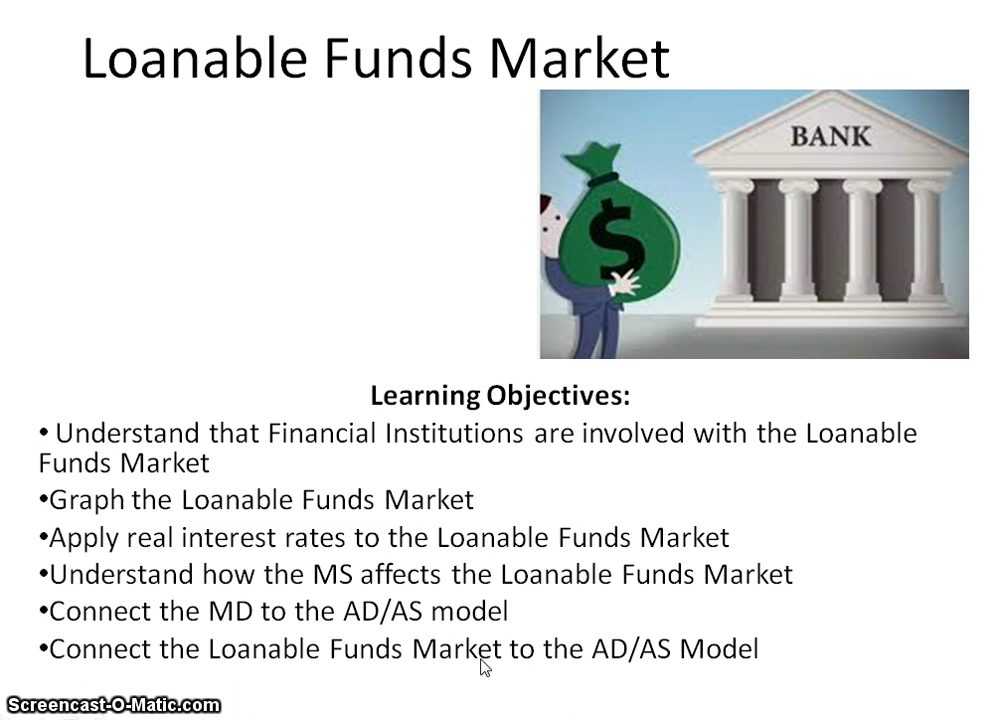 Loanable Funds Market
BANK
$
Learning Objectives:
• Understand that Financial Institutions are involved with the Loanable
Funds Market
•Graph the Loanable Funds Market
•Apply real interest rates to the Loanable Funds Market
•Understand how the MS affects the Loanable Funds Market
•Connect the MD to the AD/AS model
•Connect the Loanable Funds Market to the AD/AS Model
Screencast-O-Matic.com